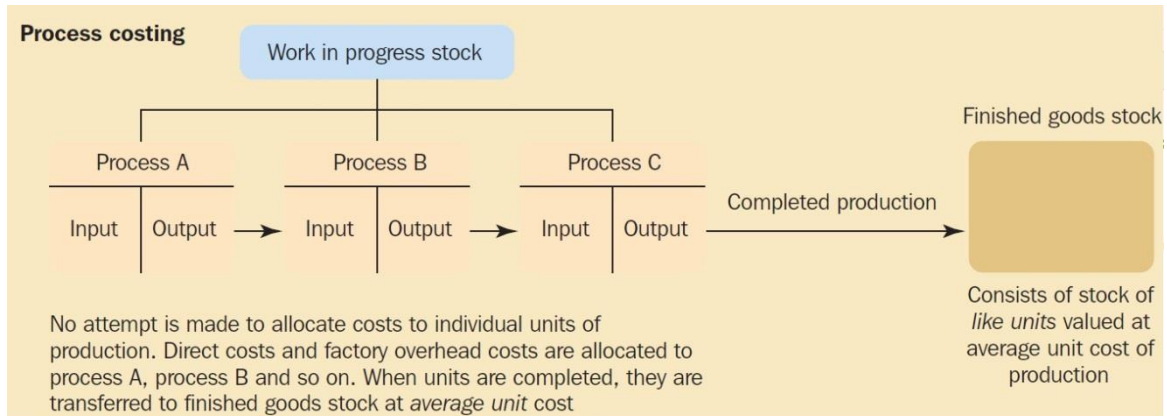 Process costing
Work in progress stock
Process A
Process B
Process C
Input
Output
Input
Output
Input
Output
Completed production
Finished goods stock
No attempt is made to allocate costs to individual units of
production. Direct costs and factory overhead costs are allocated to
process A, process B and so on. When units are completed, they are
transferred to finished goods stock at average unit cost
Consists of stock of
like units valued at
average unit cost of
production